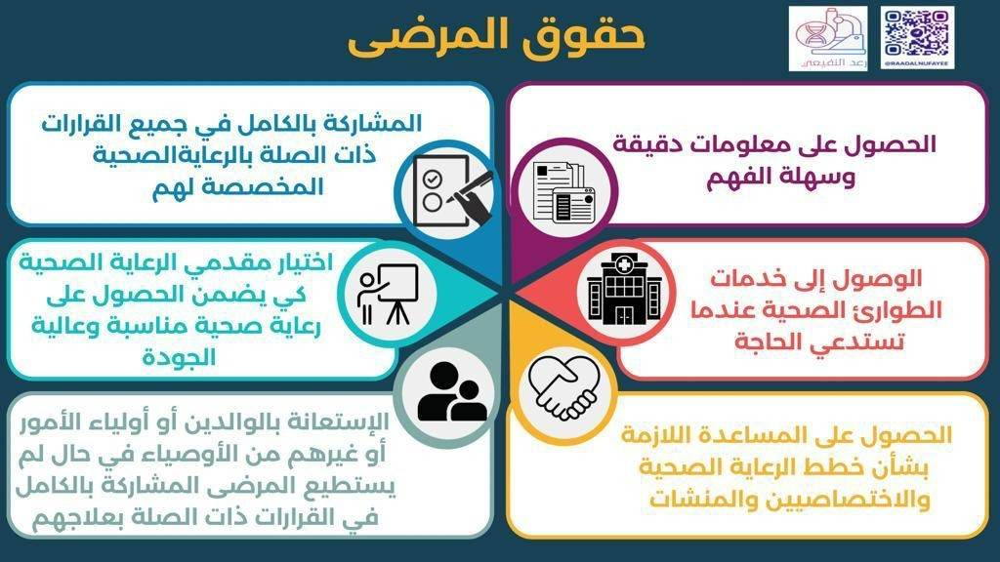 حقوق المرضى
رعد النفيعي
@RAADALNUFAYEE
الحصول على معلومات دقيقة
وسهلة الفهم
المشاركة بالكامل في جميع القرارات
ذات الصلة بالرعايةالصحية
المخصصة لهم
الوصول إلى خدمات
الطوارئ الصحية عندما
تستدعي الحاجة
اختيار مقدمي الرعاية الصحية
كي يضمن الحصول على
رعاية صحية مناسبة وعالية
الجودة
الحصول على المساعدة اللازمة
بشأن خطط الرعاية الصحية
والاختصاصيين والمنشات
الإستعانة بالوالدين أو أولياء الأمور
أو غيرهم من الأوصياء في حال لم
يستطيع المرضى المشاركة بالكامل
في القرارات ذات الصلة بعلاجهم